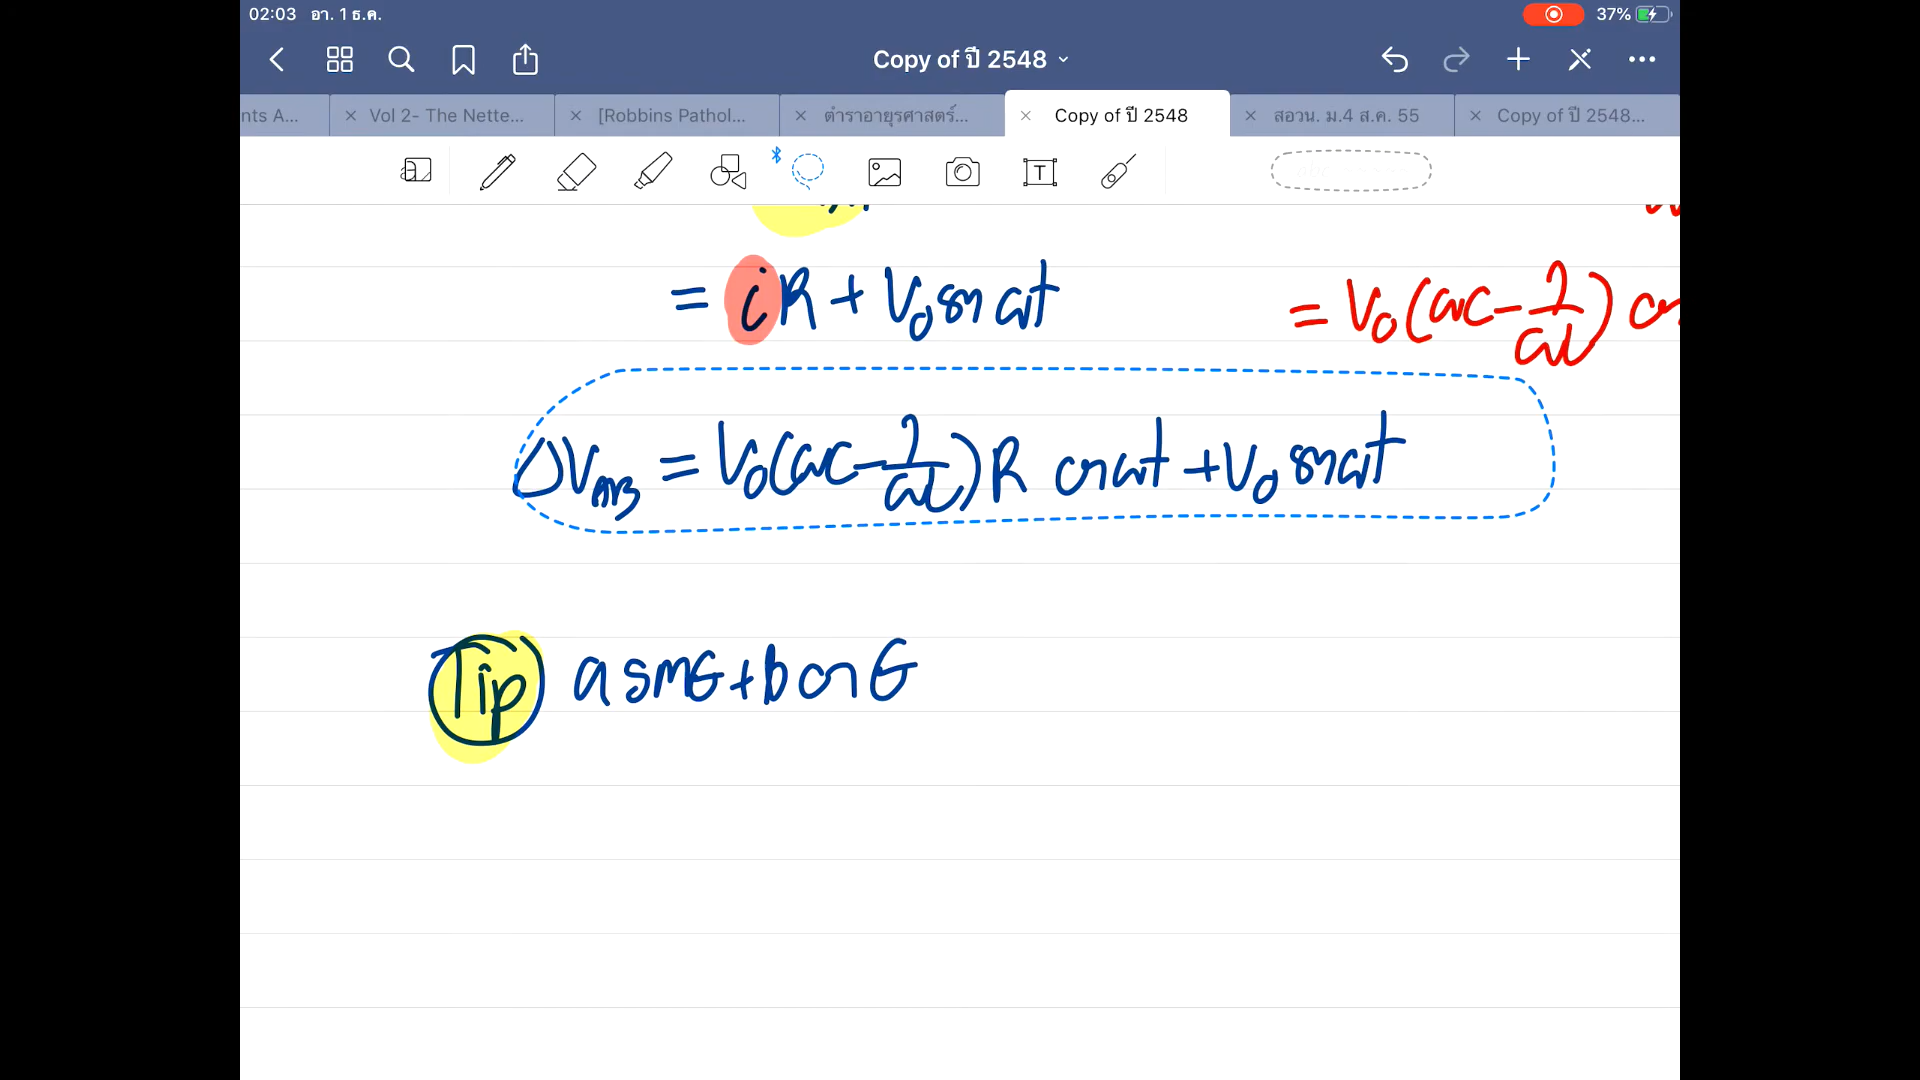 02:03 อา. 1 ธ.ค.
37%
Copy of ปี 2548
nts A...
Vol 2- The Nette...
[Robbins Pathol...
ตำราอายุรศาสตร์...
Copy of ปี 2548
สอวน. ม.4 ส.ค. 55
Copy of ปี 2548...
= iR + V₀ sin ωt
= V₀(ωC - 1/ωL) cos
ΔV_AB = V₀(ωC - 1/ωL)R cos ωt + V₀ sin ωt
Tip a sin θ + b cos θ